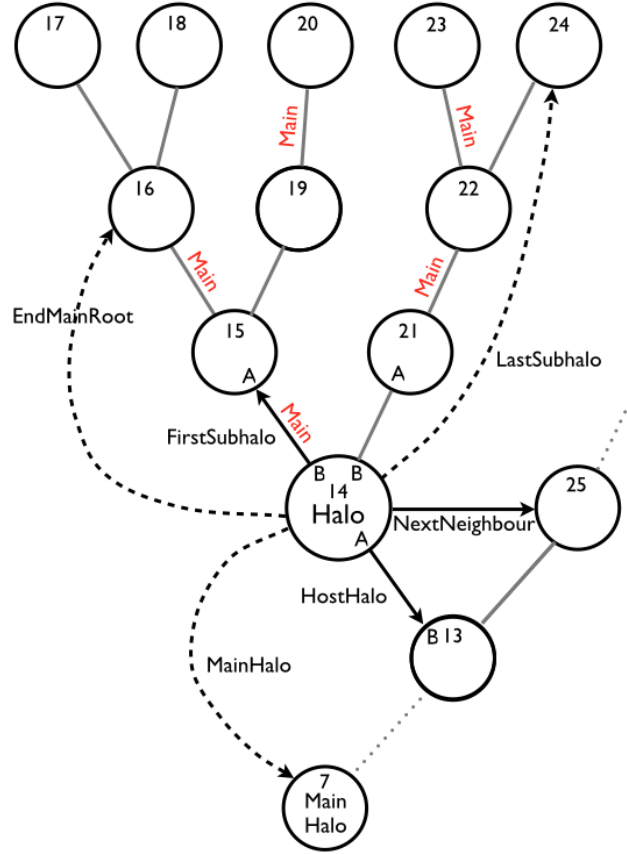 17
18
20
23
24
Main
Main
16
19
22
Main
Main
EndMainRoot
15
21
LastSubhalo
A
A
Main
FirstSubhalo
B
B
14
Halo
25
NextNeighbour
A
HostHalo
B 13
MainHalo
7
Main
Halo